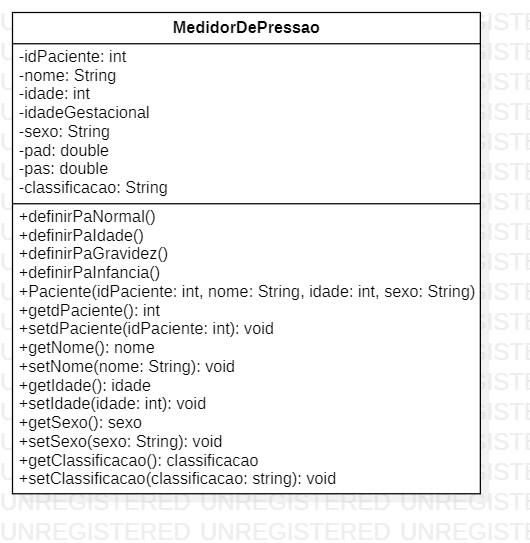 MedidorDePressao
-idPaciente: int
-nome: String
-idade: int
-idadeGestacional
-sexo: String
-pad: double
-pas: double
-classificacao: String
+definirPaNormal()
+definirPaIdade()
+definirPaGravidez()
+definirPaInfancia()
+Paciente(idPaciente: int, nome: String, idade: int, sexo: String)
+getdPaciente(): int
+setdPaciente(idPaciente: int): void
+getNome(): nome
+setNome(nome: String): void
+getIdade(): idade
+setIdade(idade: int): void
+getSexo(): sexo
+setSexo(sexo: String): void
+getClassificacao(): classificacao
+setClassificacao(classificacao: string): void
UNREGISTERED UNREGISTERED UNREGISTERED
UNREGISTERED UNREGISTERED UNREGISTERED